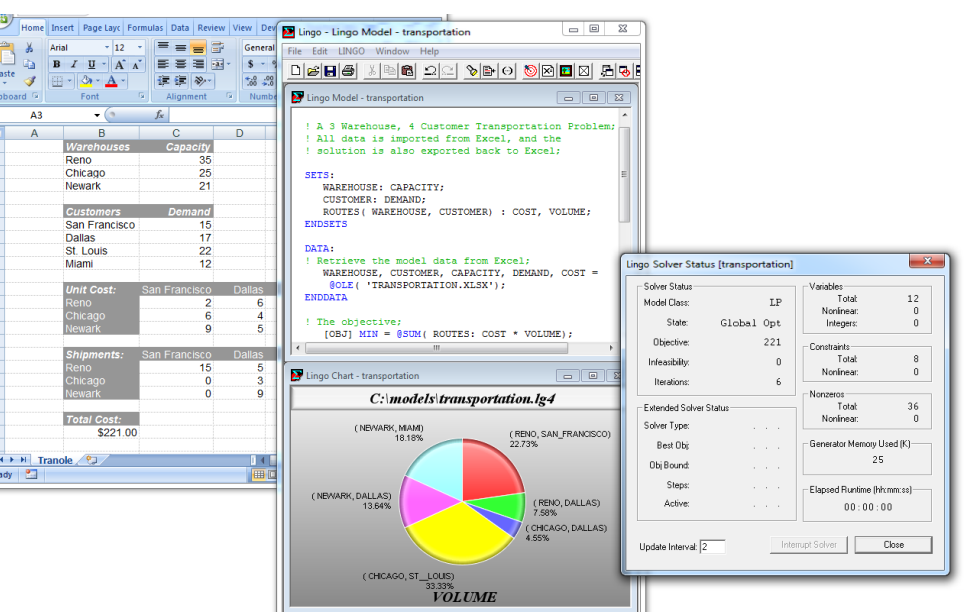 Home Insert Page Layc Formulas Data Review View Dev
Arial 12 General
B I U A A $ %
Font Alignment Numbe
A3 fx
A B C D
Warehouses Capacity
Reno 35
Chicago 25
Newark 21
Customers Demand
San Francisco 15
Dallas 17
St. Louis 22
Miami 12
Unit Cost: San Francisco Dallas
Reno 2 6
Chicago 6 4
Newark 9 5
Shipments: San Francisco Dallas
Reno 15 5
Chicago 0 3
Newark 0 9
Total Cost:
$221.00
Tranole
Lingo - Lingo Model - transportation
File Edit LINGO Window Help
Lingo Model - transportation
! A 3 Warehouse, 4 Customer Transportation Problem;
! All data is imported from Excel, and the
! solution is also exported back to Excel;
SETS:
WAREHOUSE: CAPACITY;
CUSTOMER: DEMAND;
ROUTES( WAREHOUSE, CUSTOMER) : COST, VOLUME;
ENDSETS
DATA:
! Retrieve the model data from Excel;
WAREHOUSE, CUSTOMER, CAPACITY, DEMAND, COST =
@OLE( 'TRANSPORTATION.XLSX');
ENDDATA
! The objective;
[OBJ] MIN = @SUM( ROUTES: COST * VOLUME);
Lingo Chart - transportation
C:\models\transportation.lg4
( NEWARK, MIAMI)
18.18%
( RENO, SAN_FRANCISCO)
22.73%
( NEWARK, DALLAS)
13.64%
( RENO, DALLAS)
7.58%
( CHICAGO, DALLAS)
4.55%
( CHICAGO, ST__LOUIS)
33.33%
VOLUME
Lingo Solver Status [transportation]
Solver Status
Model Class: LP
State: Global Opt
Objective: 221
Infeasibility: 0
Iterations: 6
Extended Solver Status
Solver Type: . . .
Best Obj: . . .
Obj Bound: . . .
Steps: . . .
Active: . . .
Variables
Total: 12
Nonlinear: 0
Integers: 0
Constraints
Total: 8
Nonlinear: 0
Nonzeros
Total: 36
Nonlinear: 0
Generator Memory Used (K)
25
Elapsed Runtime (hh:mm:ss)
00:00:00
Update Interval: 2
Interrupt Solver
Close